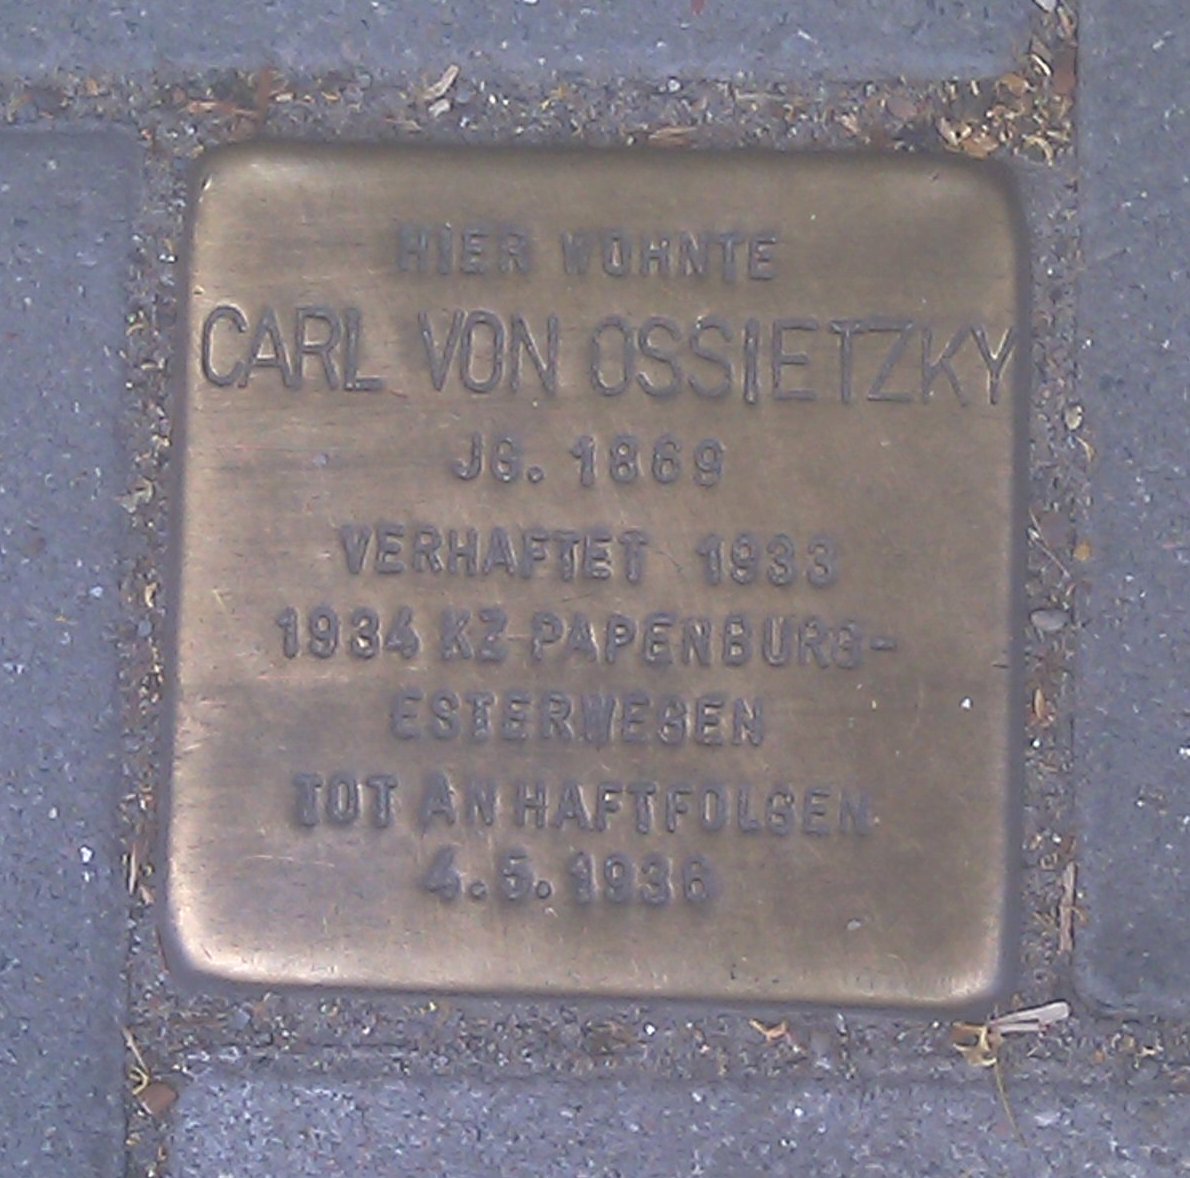 HIER WOHNTE
CARL VON OSSIETZKY
JG. 1869
VERHAFTET 1933
1934 KZ PAPENBURG-
ESTERWEGEN
TOT AN HAFTFOLGEN
4.5.1936